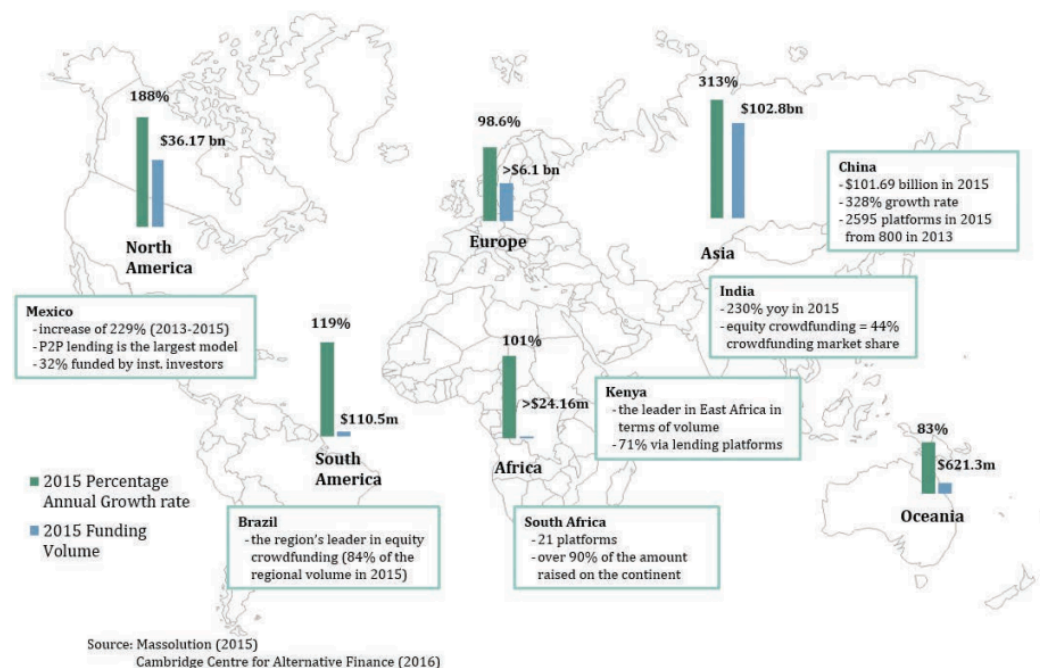 188%
$36.17 bn
North
America
98.6%
>$6.1 bn
Europe
313%
$102.8bn
Asia
China
- $101.69 billion in 2015
- 328% growth rate
- 2595 platforms in 2015
from 800 in 2013
India
- 230% yoy in 2015
- equity crowdfunding = 44%
crowdfunding market share
Mexico
- increase of 229% (2013-2015)
- P2P lending is the largest model
- 32% funded by inst. investors
119%
$110.5m
South
America
101%
>$24.16m
Africa
Kenya
- the leader in East Africa in
terms of volume
- 71% via lending platforms
83%
$621.3m
Oceania
2015 Percentage
Annual Growth rate
2015 Funding
Volume
Brazil
- the region's leader in equity
crowdfunding (84% of the
regional volume in 2015)
South Africa
- 21 platforms
- over 90% of the amount
raised on the continent
Source: Massolution (2015)
Cambridge Centre for Alternative Finance (2016)